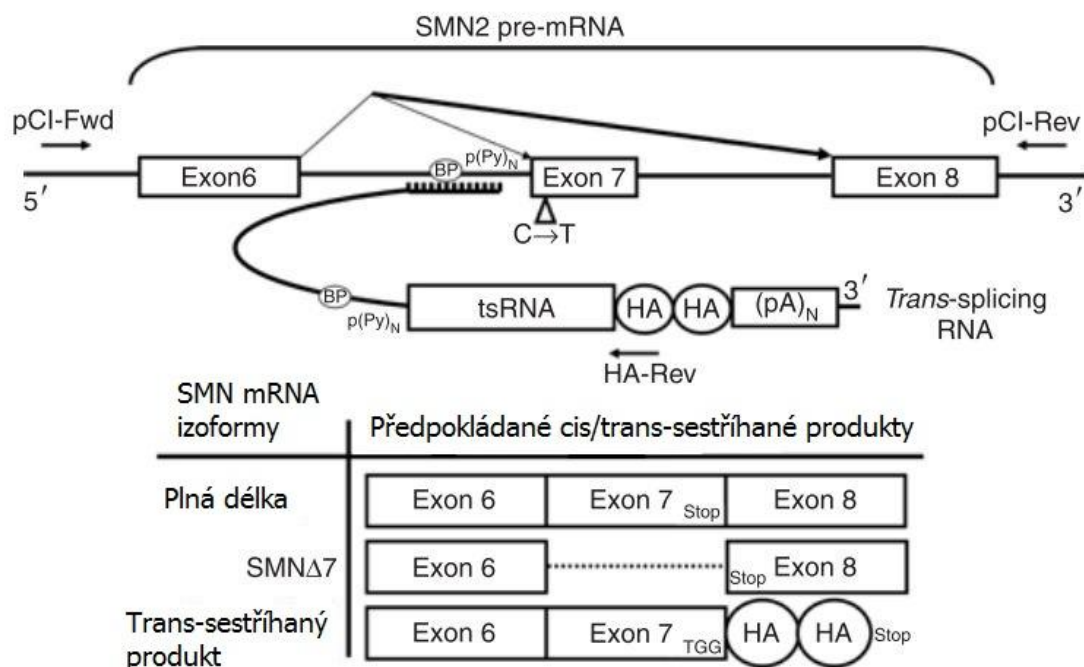 SMN2 pre-mRNA
pCI-Fwd
pCI-Rev
Exon6
BP
p(Py)N
Exon 7
Exon 8
5′
3′
C→T
BP
p(Py)N
tsRNA
HA
HA
(pA)N
3′
Trans-splicing
RNA
HA-Rev
SMN mRNA
izoformy
Předpokládané cis/trans-sestříhané produkty
Plná délka
Exon 6
Exon 7
Stop
Exon 8
SMNΔ7
Exon 6
Stop
Exon 8
Trans-sestříhaný
produkt
Exon 6
Exon 7
TGG
HA
HA
Stop